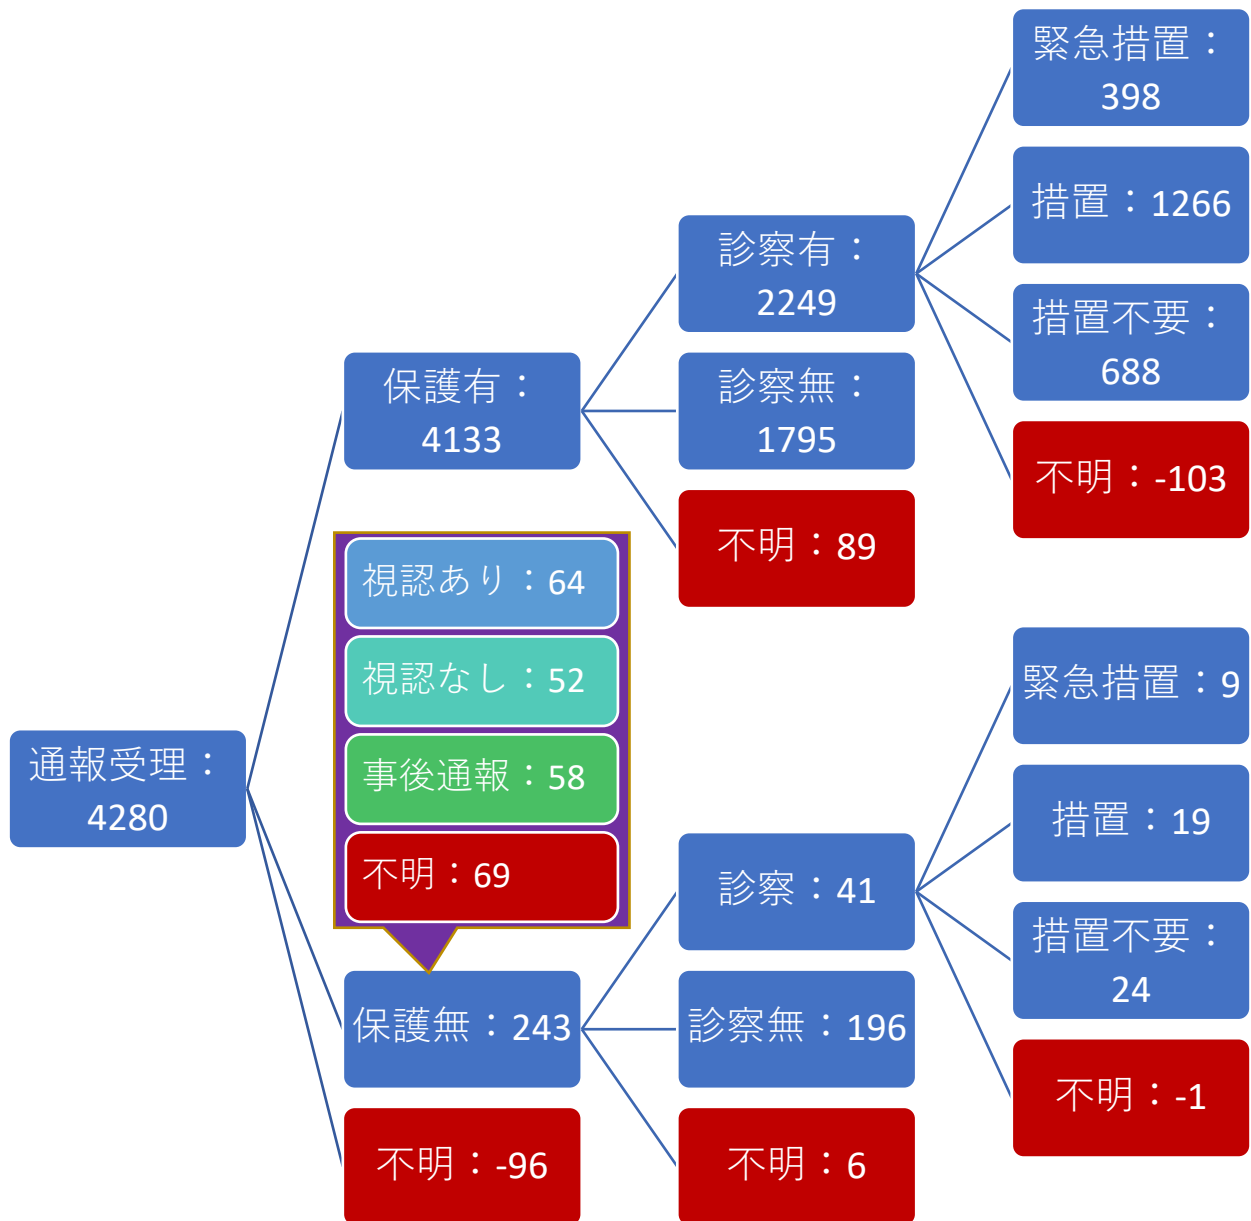 緊急措置：
398
措置：1266
診察有：
2249
措置不要：
688
保護有：
4133
診察無：
1795
不明：-103
不明：89
視認あり：64
視認なし：52
事後通報：58
不明：69
通報受理：
4280
緊急措置：9
措置：19
診察：41
措置不要：
24
保護無：243
診察無：196
不明：-1
不明：-96
不明：6